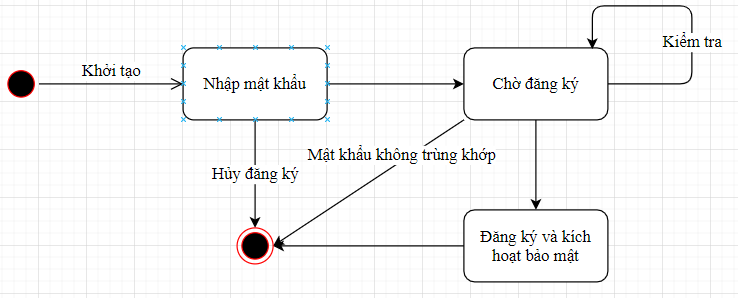 Kiểm tra
Khởi tạo
Nhập mật khẩu
Chờ đăng ký
Mật khẩu không trùng khớp
Hủy đăng ký
Đăng ký và kích
hoạt bảo mật